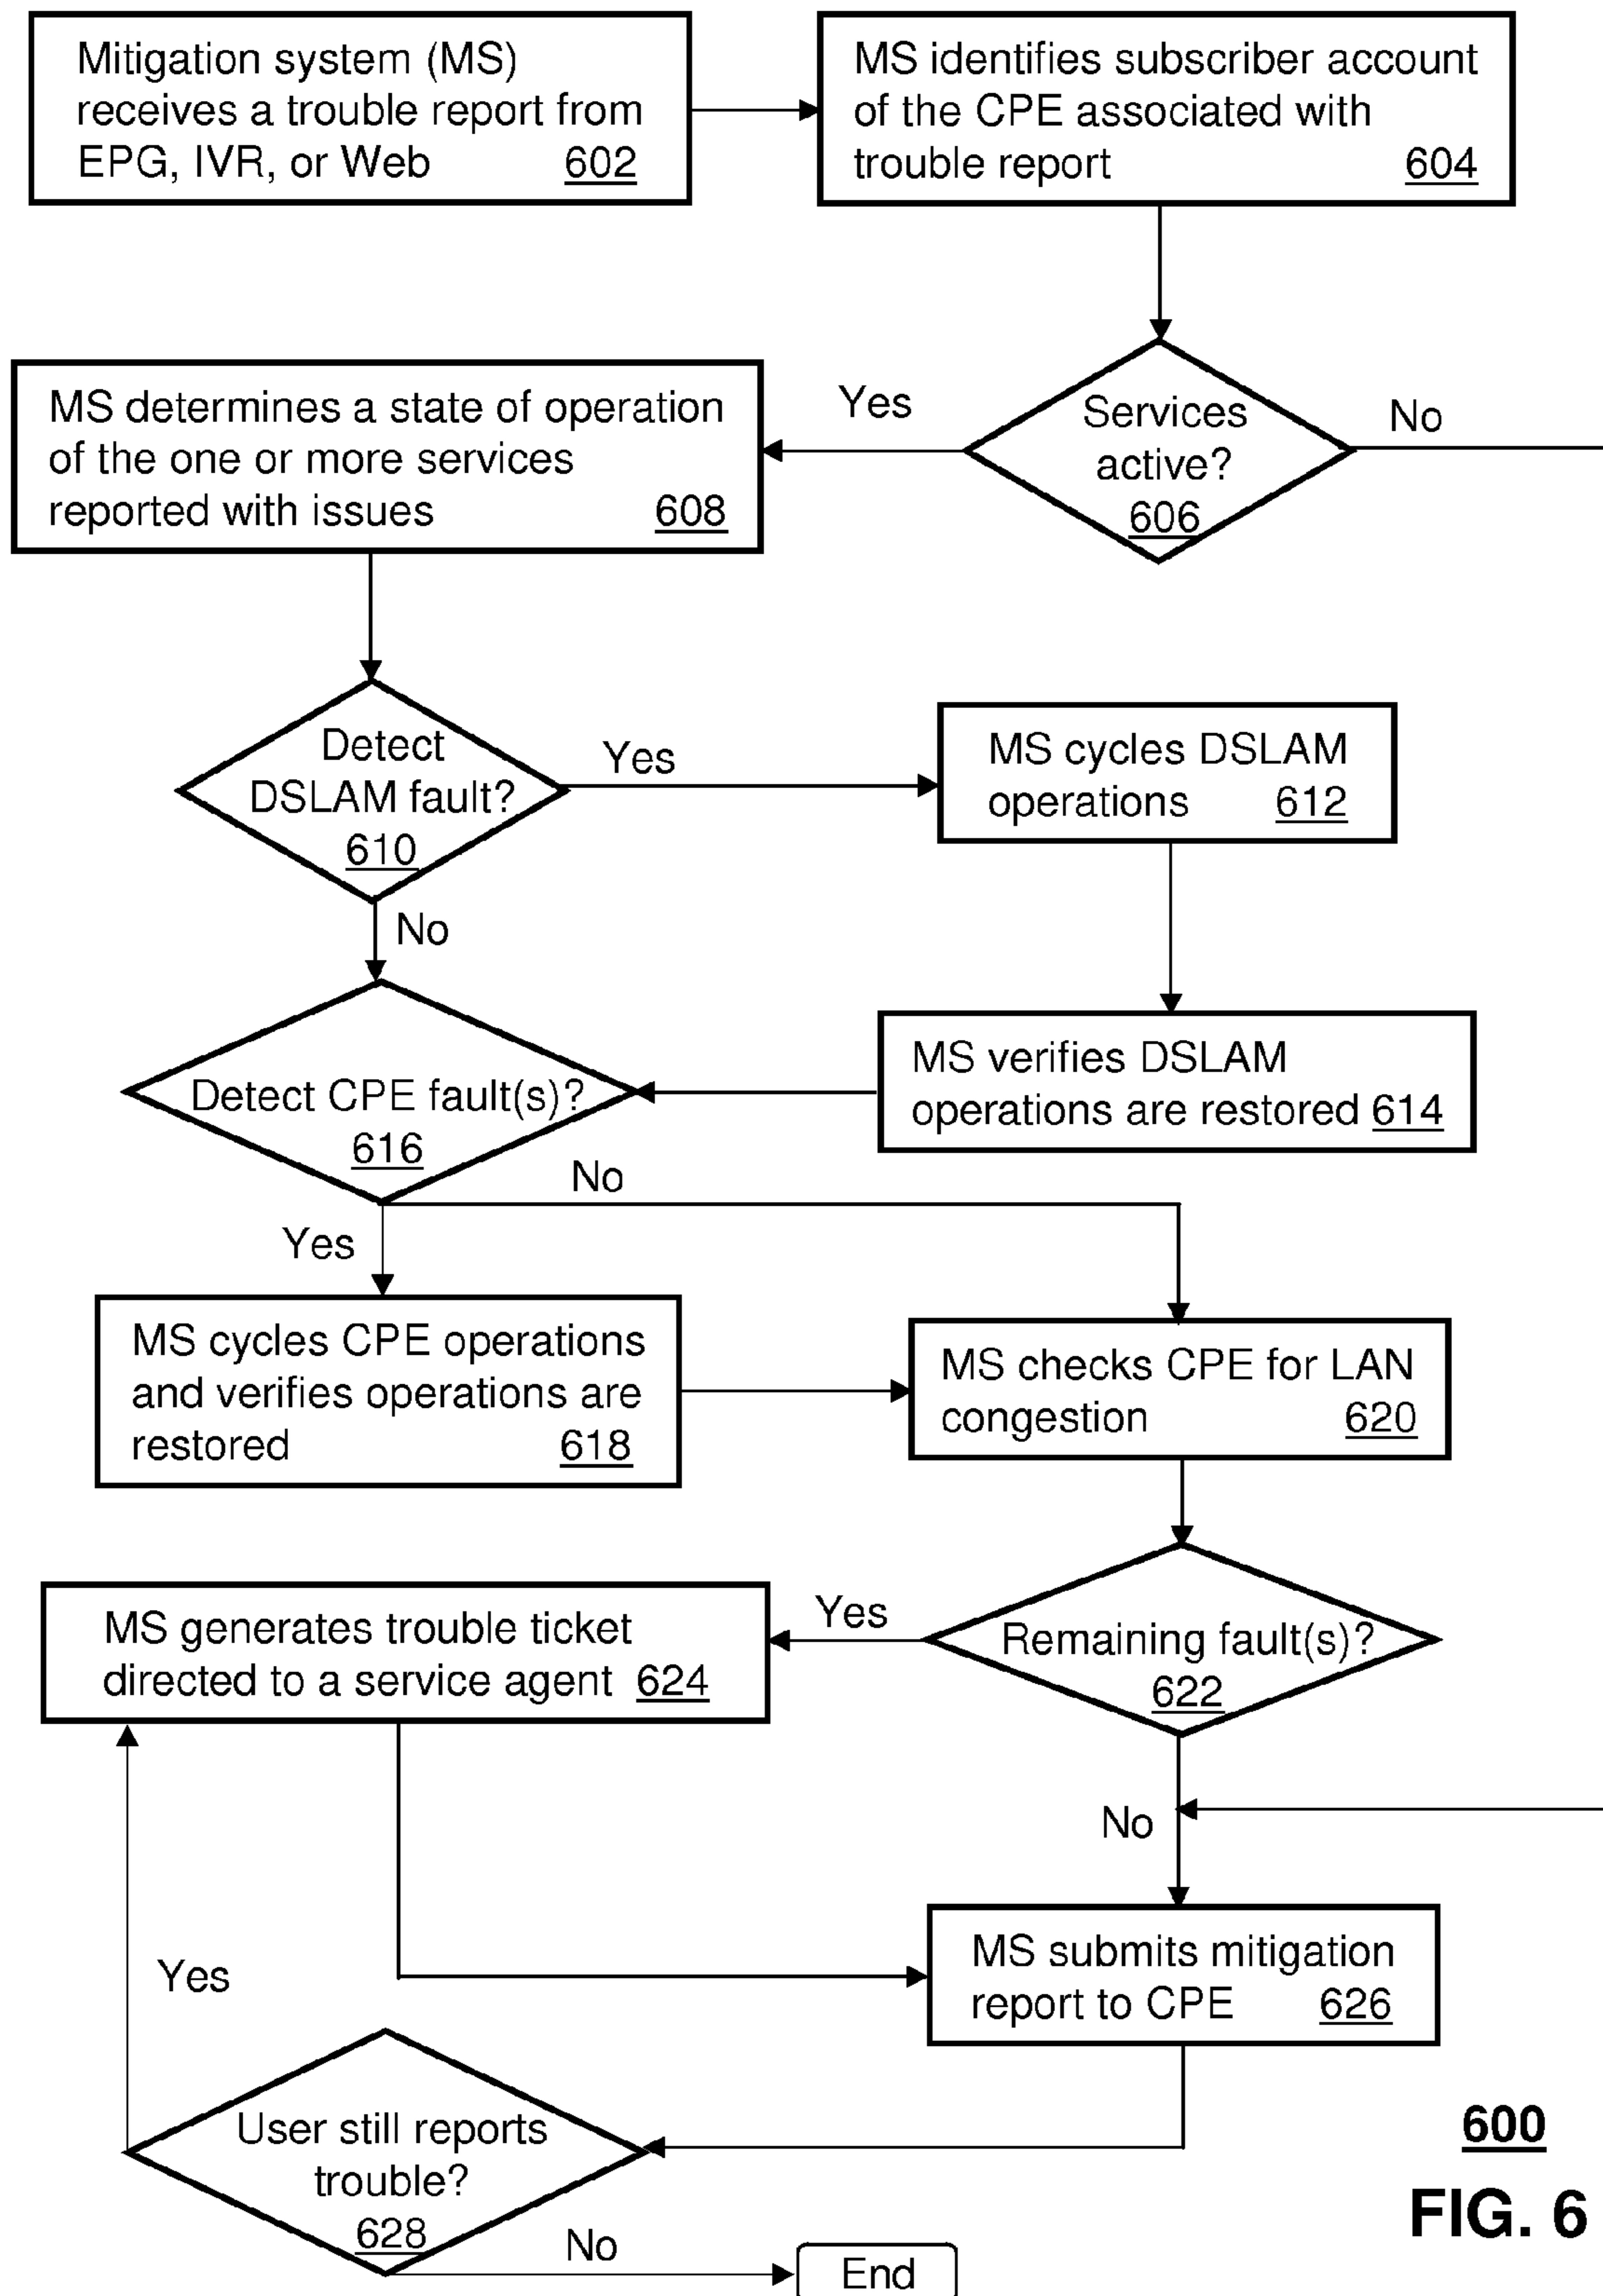 Mitigation system (MS)
receives a trouble report from
EPG, IVR, or Web 602
MS identifies subscriber account
of the CPE associated with
trouble report 604
Services
active?
606
Yes
No
MS determines a state of operation
of the one or more services
reported with issues 608
Detect
DSLAM fault?
610
Yes
No
MS cycles DSLAM
operations 612
MS verifies DSLAM
operations are restored 614
Detect CPE fault(s)?
616
No
Yes
MS cycles CPE operations
and verifies operations are
restored 618
MS checks CPE for LAN
congestion 620
Remaining fault(s)?
622
Yes
No
MS generates trouble ticket
directed to a service agent 624
MS submits mitigation
report to CPE 626
Yes
User still reports
trouble?
628
No
End
600
FIG. 6